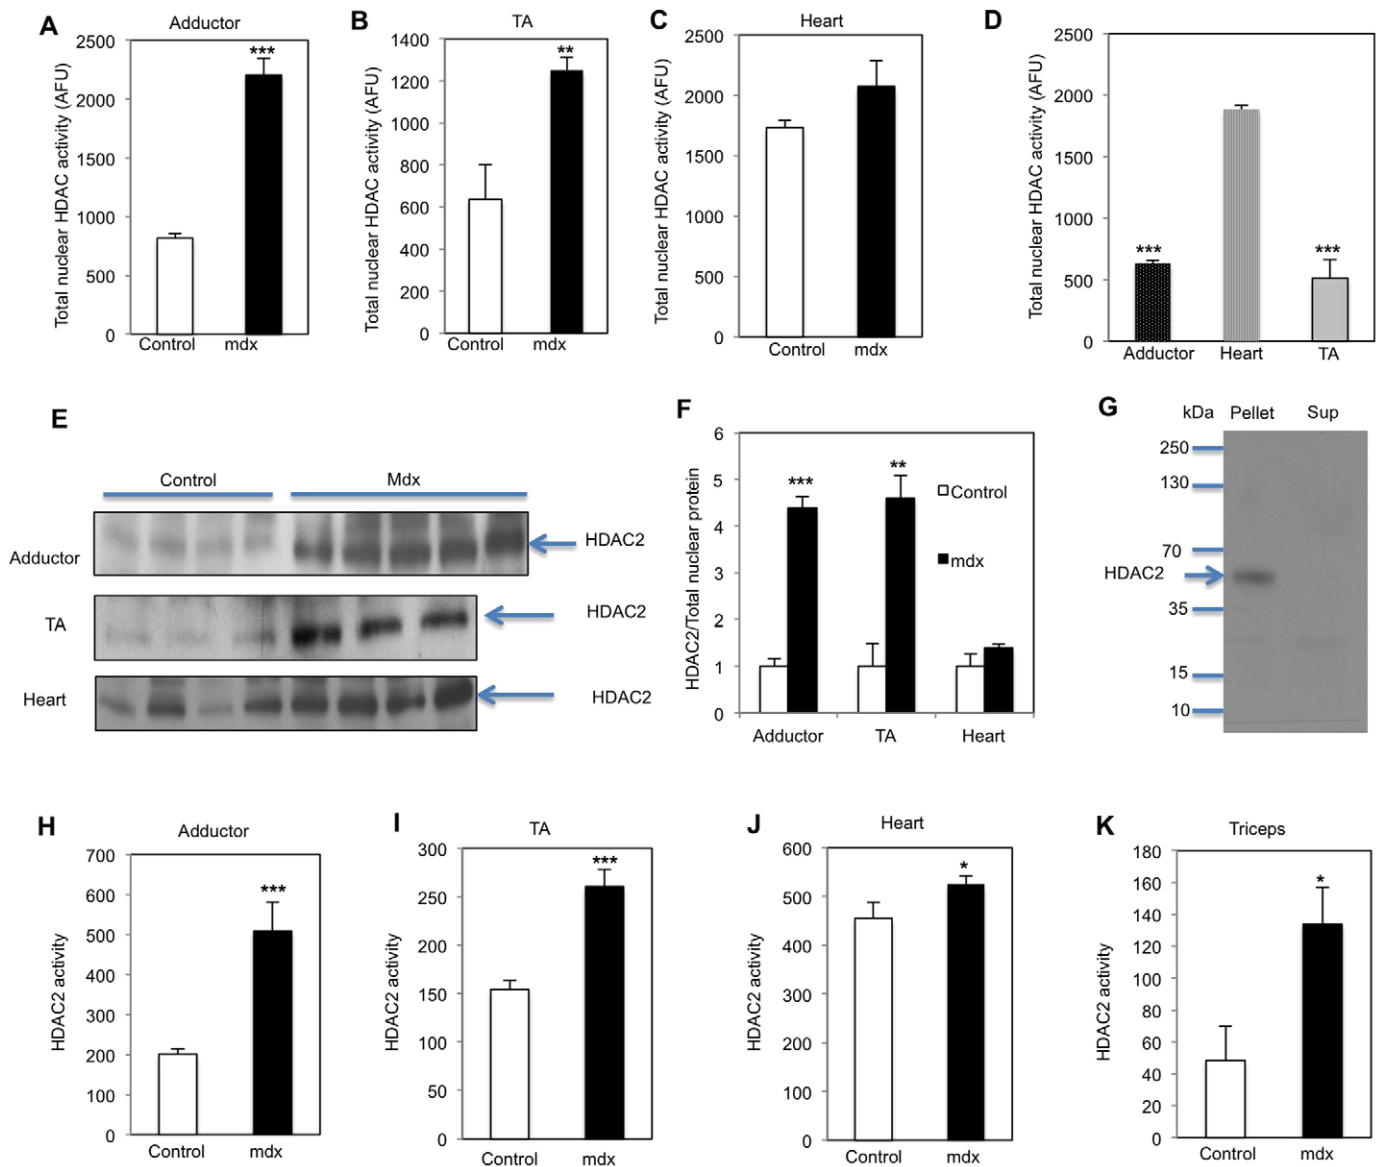 A
Adductor
Total nuclear HDAC activity (AFU)
2500
2000
1500
1000
500
0
***
Control mdx
B
TA
Total nuclear HDAC activity (AFU)
1400
1200
1000
800
600
400
200
0
**
Control mdx
C
Heart
Total nuclear HDAC activity (AFU)
2500
2000
1500
1000
500
0
Control mdx
D
Total nuclear HDAC activity (AFU)
2500
2000
1500
1000
500
0
*** ***
Adductor Heart TA
E
Control Mdx
Adductor HDAC2
TA HDAC2
Heart HDAC2
F
HDAC2/Total nuclear protein
6
5
4
3
2
1
0
*** **
Control
mdx
Adductor TA Heart
G
kDa Pellet Sup
250
130
70
HDAC2
35
15
10
H
Adductor
HDAC2 activity
700
600
500
400
300
200
100
0
***
Control mdx
I
TA
HDAC2 activity
300
250
200
150
100
50
0
***
Control mdx
J
Heart
HDAC2 activity
600
500
400
300
200
100
0
*
Control mdx
K
Triceps
HDAC2 activity
180
160
140
120
100
80
60
40
20
0
*
Control mdx